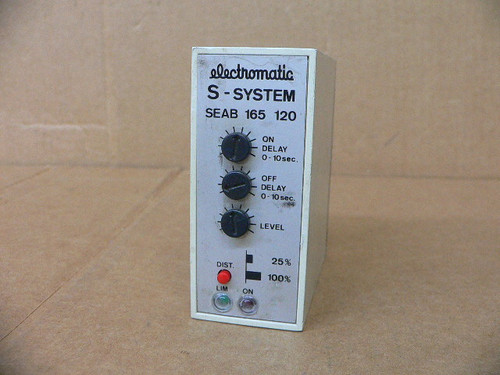 electromatic
S-SYSTEM
SEAB 165 120
ON
DELAY
0-10sec.
OFF
DELAY
0-10sec.
LEVEL
DIST.
25%
100%
LIM
ON